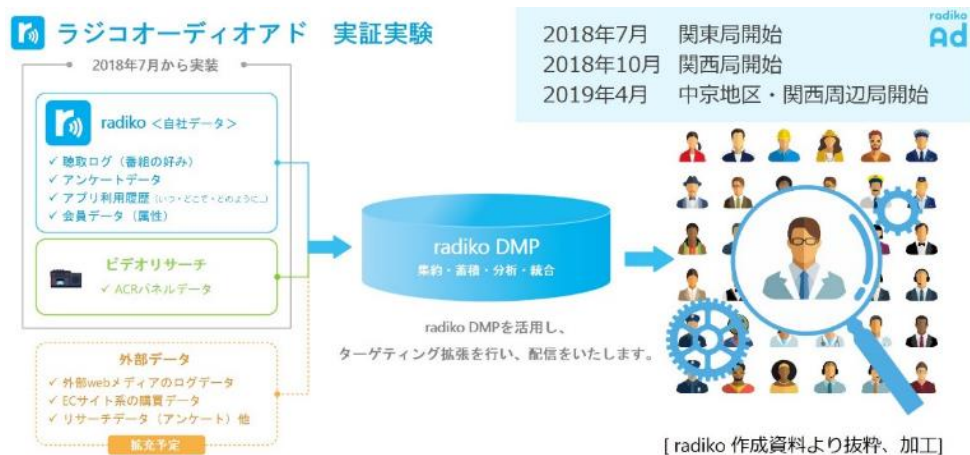 ラジコオーディオアド 実証実験
2018年7月 関東局開始
2018年10月 関西局開始
2019年4月 中京地区・関西周辺局開始
radiko
Ad
2018年7月から実装
radiko <自社データ>
✓ 聴取ログ（番組の好み）
✓ アンケートデータ
✓ アプリ利用履歴（いつ・どこで・どのように…）
✓ 会員データ（属性）
ビデオリサーチ
✓ ACRパネルデータ
外部データ
✓ 外部webメディアのログデータ
✓ ECサイト系の購買データ
✓ リサーチデータ（アンケート）他
拡充予定
radiko DMP
集約・蓄積・分析・統合
radiko DMPを活用し、
ターゲティング拡張を行い、配信をいたします。
[ radiko 作成資料より抜粋、加工]